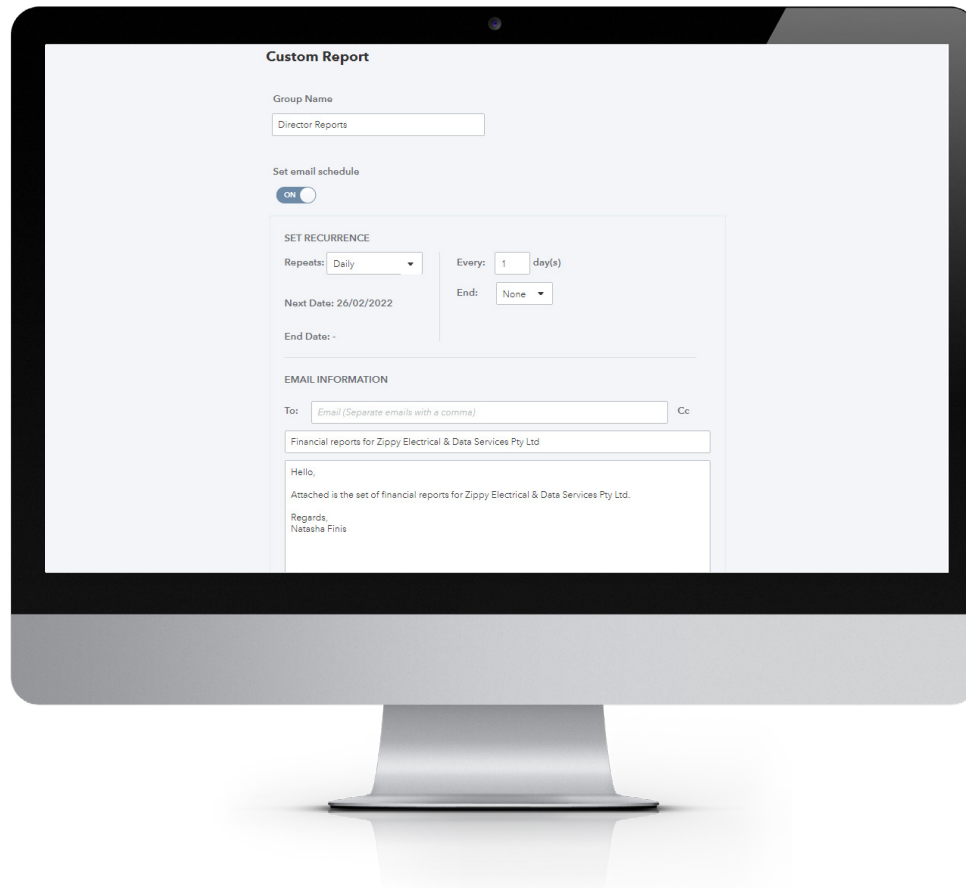 Custom Report
Group Name
Director Reports
Set email schedule
ON
SET RECURRENCE
Repeats: Daily
Every: 1 day(s)
End: None
Next Date: 26/02/2022
End Date: -
EMAIL INFORMATION
To: Email (Separate emails with a comma) Cc
Financial reports for Zippy Electrical & Data Services Pty Ltd
Hello,
Attached is the set of financial reports for Zippy Electrical & Data Services Pty Ltd.
Regards,
Natasha Finis